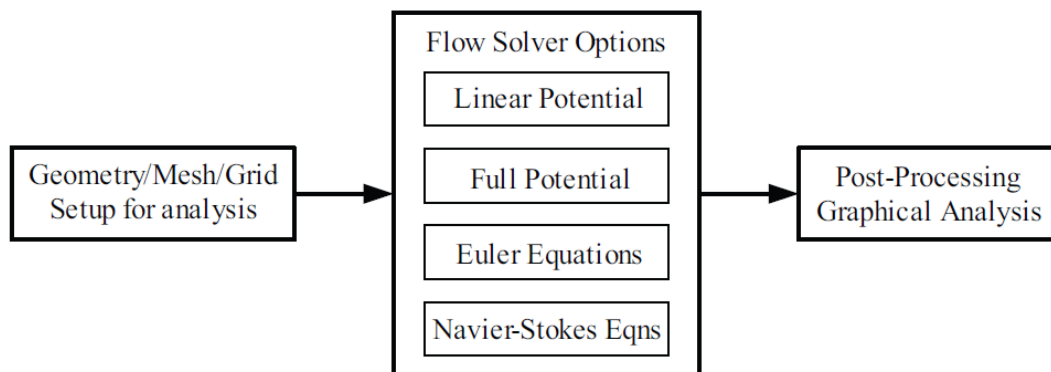 Geometry/Mesh/Grid
Setup for analysis
Flow Solver Options
Linear Potential
Full Potential
Euler Equations
Navier-Stokes Eqns
Post-Processing
Graphical Analysis